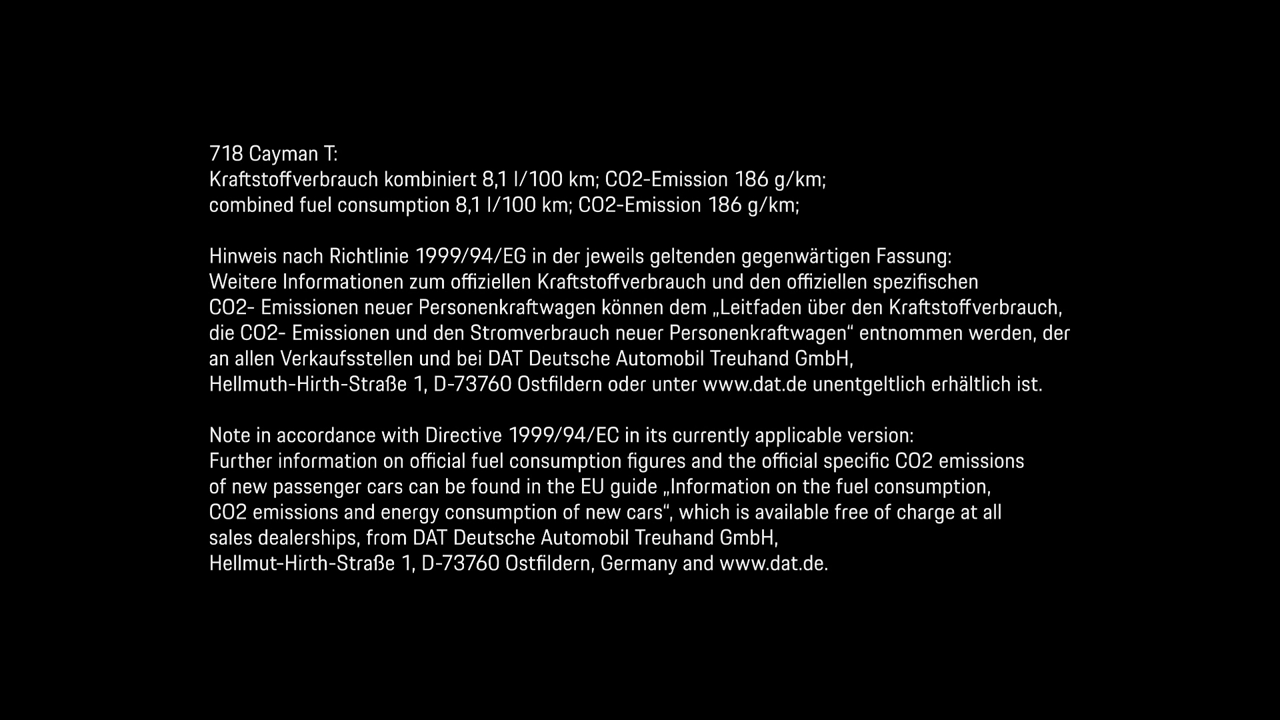 718 Cayman T:
Kraftstoffverbrauch kombiniert 8,1 l/100 km; CO2-Emission 186 g/km;
combined fuel consumption 8,1 l/100 km; CO2-Emission 186 g/km;
Hinweis nach Richtlinie 1999/94/EG in der jeweils geltenden gegenwärtigen Fassung:
Weitere Informationen zum offiziellen Kraftstoffverbrauch und den offiziellen spezifischen
CO2- Emissionen neuer Personenkraftwagen können dem „Leitfaden über den Kraftstoffverbrauch,
die CO2- Emissionen und den Stromverbrauch neuer Personenkraftwagen“ entnommen werden, der
an allen Verkaufsstellen und bei DAT Deutsche Automobil Treuhand GmbH,
Hellmuth-Hirth-Straße 1, D-73760 Ostfildern oder unter www.dat.de unentgeltlich erhältlich ist.
Note in accordance with Directive 1999/94/EC in its currently applicable version:
Further information on official fuel consumption figures and the official specific CO2 emissions
of new passenger cars can be found in the EU guide „Information on the fuel consumption,
CO2 emissions and energy consumption of new cars“, which is available free of charge at all
sales dealerships, from DAT Deutsche Automobil Treuhand GmbH,
Hellmut-Hirth-Straße 1, D-73760 Ostfildern, Germany and www.dat.de.